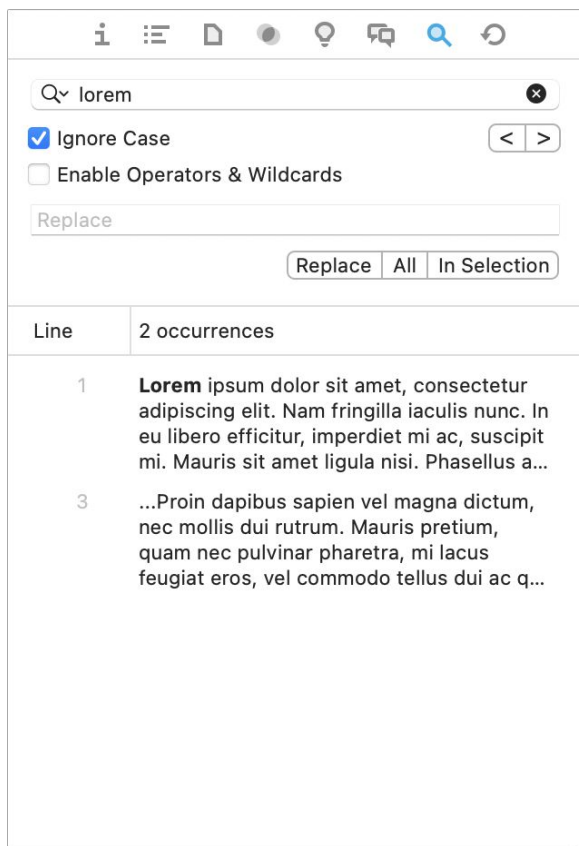 lorem
Ignore Case
< >
Enable Operators & Wildcards
Replace
Replace All In Selection
Line 2 occurrences
1 Lorem ipsum dolor sit amet, consectetur
adipiscing elit. Nam fringilla iaculis nunc. In
eu libero efficitur, imperdiet mi ac, suscipit
mi. Mauris sit amet ligula nisi. Phasellus a...
3 ...Proin dapibus sapien vel magna dictum,
nec mollis dui rutrum. Mauris pretium,
quam nec pulvinar pharetra, mi lacus
feugiat eros, vel commodo tellus dui ac q...